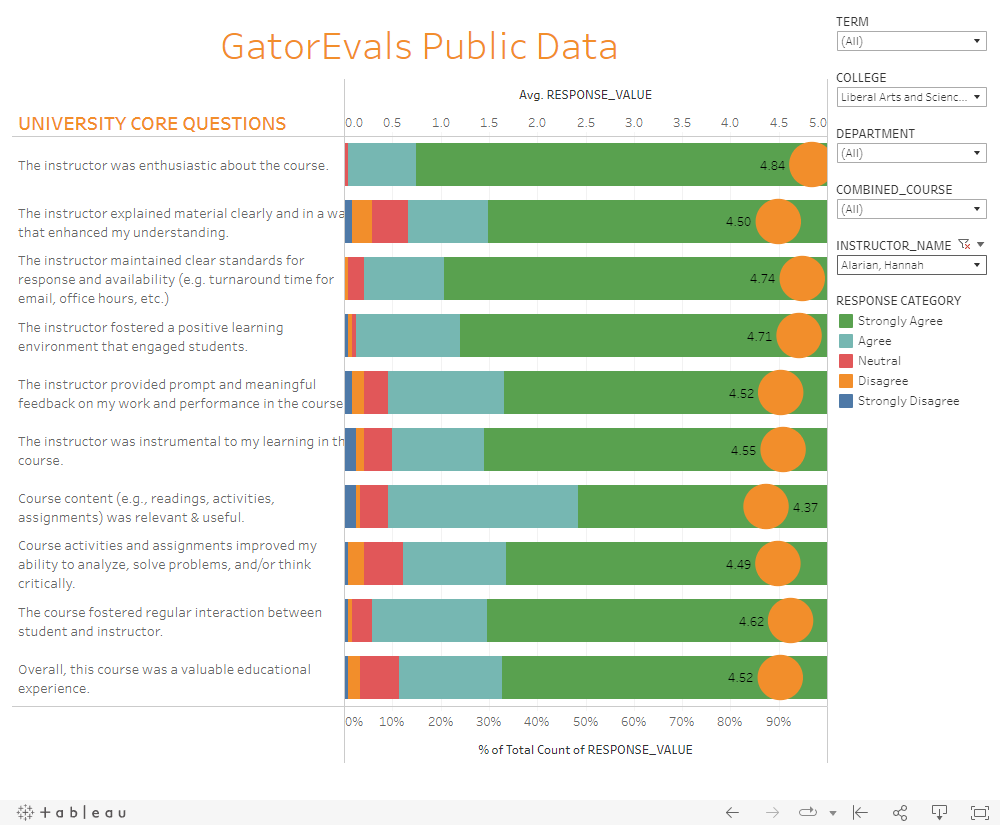 GatorEvals Public Data
Avg. RESPONSE_VALUE
UNIVERSITY CORE QUESTIONS
0.0 0.5 1.0 1.5 2.0 2.5 3.0 3.5 4.0 4.5 5.0
The instructor was enthusiastic about the course.
4.84
The instructor explained material clearly and in a wa
that enhanced my understanding.
4.50
The instructor maintained clear standards for
response and availability (e.g. turnaround time for
email, office hours, etc.)
4.74
The instructor fostered a positive learning
environment that engaged students.
4.71
The instructor provided prompt and meaningful
feedback on my work and performance in the course
4.52
The instructor was instrumental to my learning in th
course.
4.55
Course content (e.g., readings, activities,
assignments) was relevant & useful.
4.37
Course activities and assignments improved my
ability to analyze, solve problems, and/or think
critically.
4.49
The course fostered regular interaction between
student and instructor.
4.62
Overall, this course was a valuable educational
experience.
4.52
0% 10% 20% 30% 40% 50% 60% 70% 80% 90%
% of Total Count of RESPONSE_VALUE
TERM
(All)
COLLEGE
Liberal Arts and Scienc...
DEPARTMENT
(All)
COMBINED_COURSE
(All)
INSTRUCTOR_NAME
Alarian, Hannah
RESPONSE CATEGORY
Strongly Agree
Agree
Neutral
Disagree
Strongly Disagree
+ableau